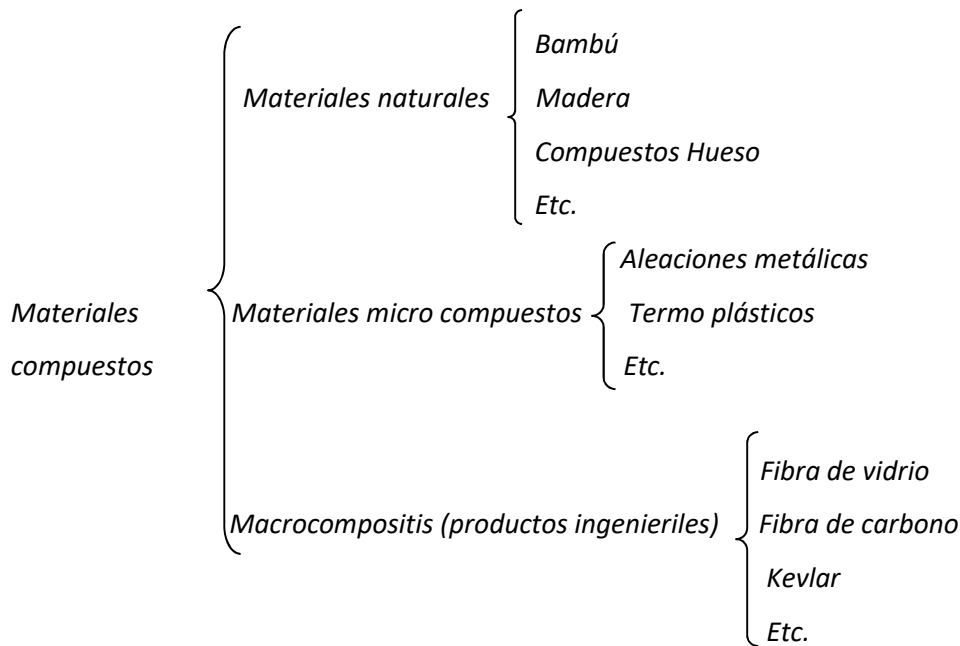 Bambú
Materiales naturales
Madera
Compuestos Hueso
Etc.
Aleaciones metálicas
Materiales
compuestos
Materiales micro compuestos
Termo plásticos
Etc.
Fibra de vidrio
Macrocompositis (productos ingenieriles)
Fibra de carbono
Kevlar
Etc.